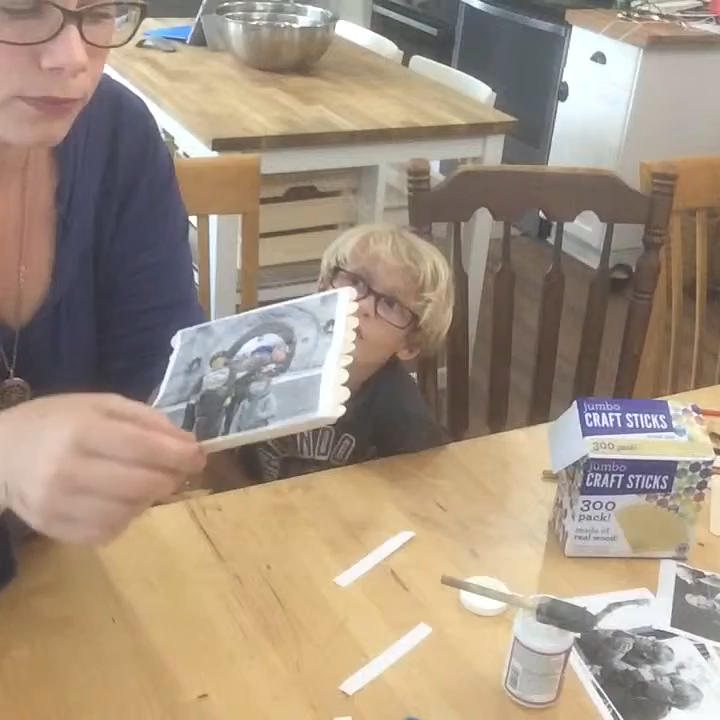 jumbo
CRAFT STICKS
300 pack!
jumbo
CRAFT STICKS
300
pack!
made of
real wood!